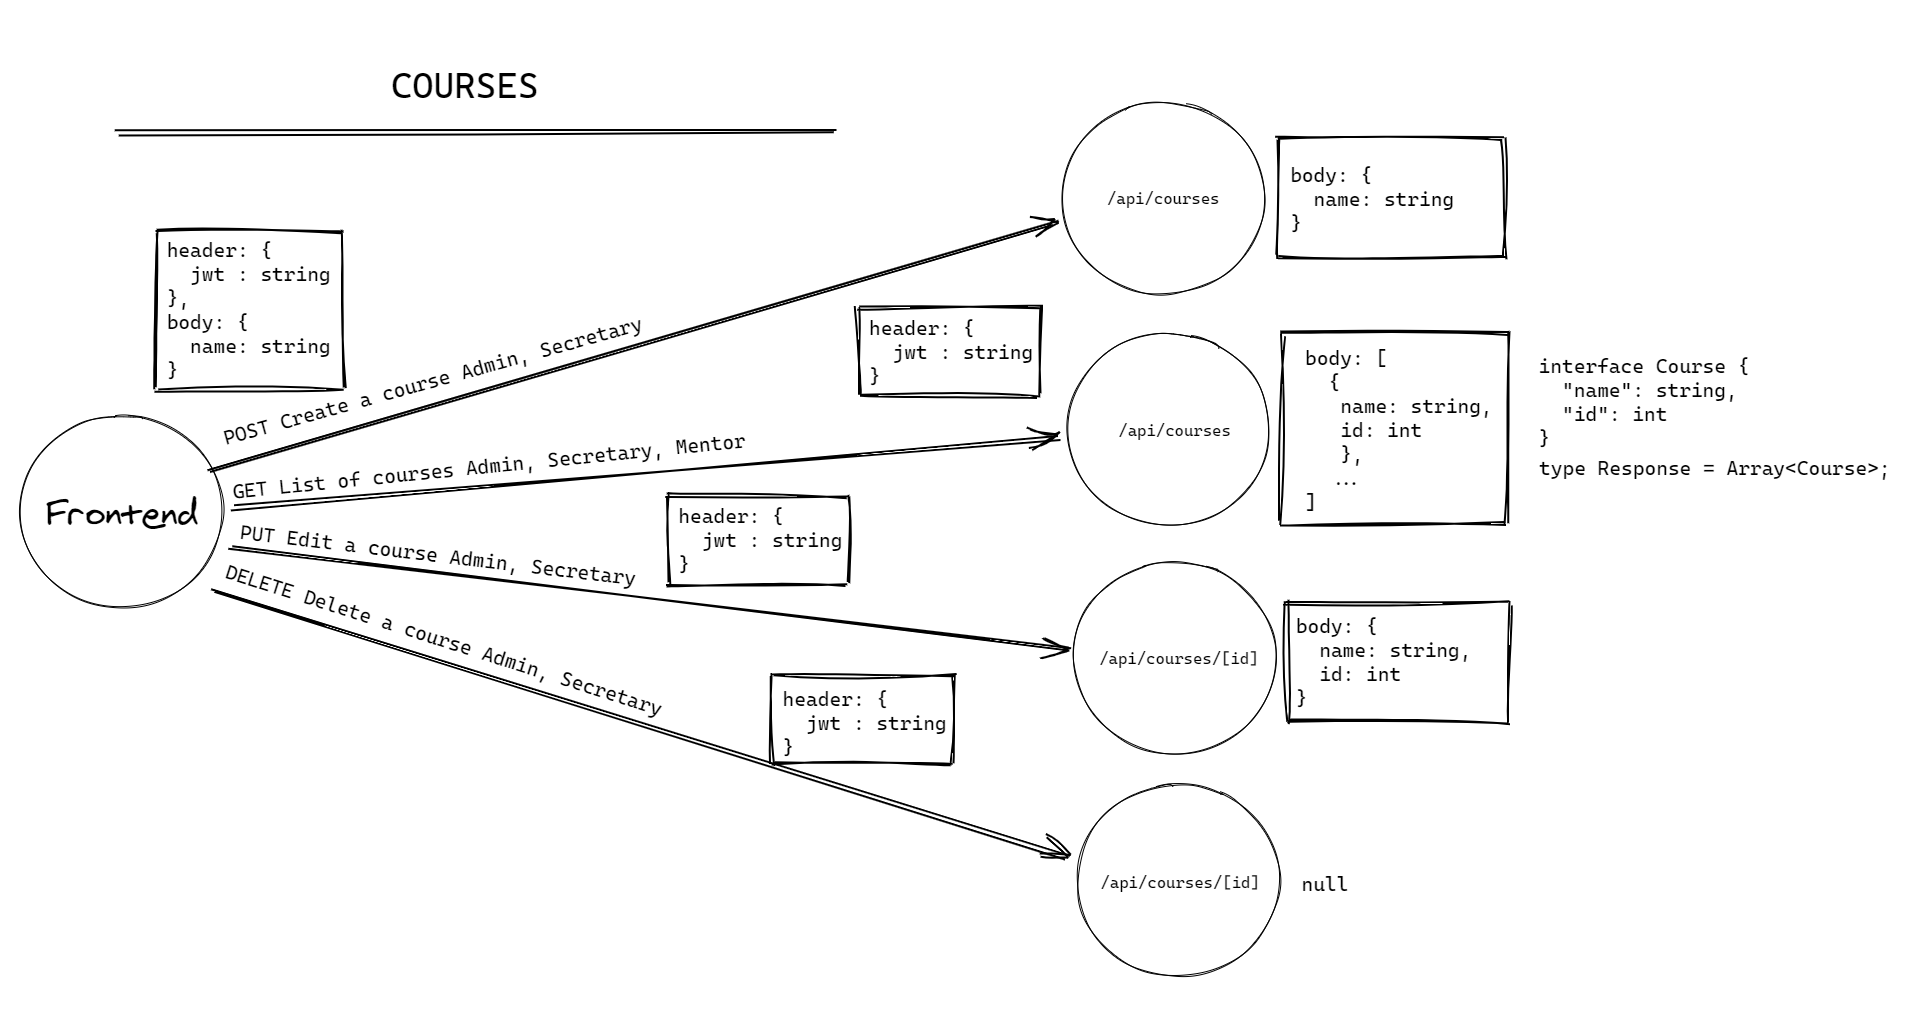 COURSES
header: {
  jwt : string
},
body: {
  name: string
}
Frontend
POST Create a course Admin, Secretary
/api/courses
body: {
  name: string
}
GET List of courses Admin, Secretary, Mentor
header: {
  jwt : string
}
/api/courses
body: [
  {
   name: string,
   id: int
   },
  ...
]
interface Course {
  "name": string,
  "id": int
}
type Response = Array<Course>;
PUT Edit a course Admin, Secretary
header: {
  jwt : string
}
/api/courses/[id]
body: {
  name: string,
  id: int
}
DELETE Delete a course Admin, Secretary
header: {
  jwt : string
}
/api/courses/[id]
null